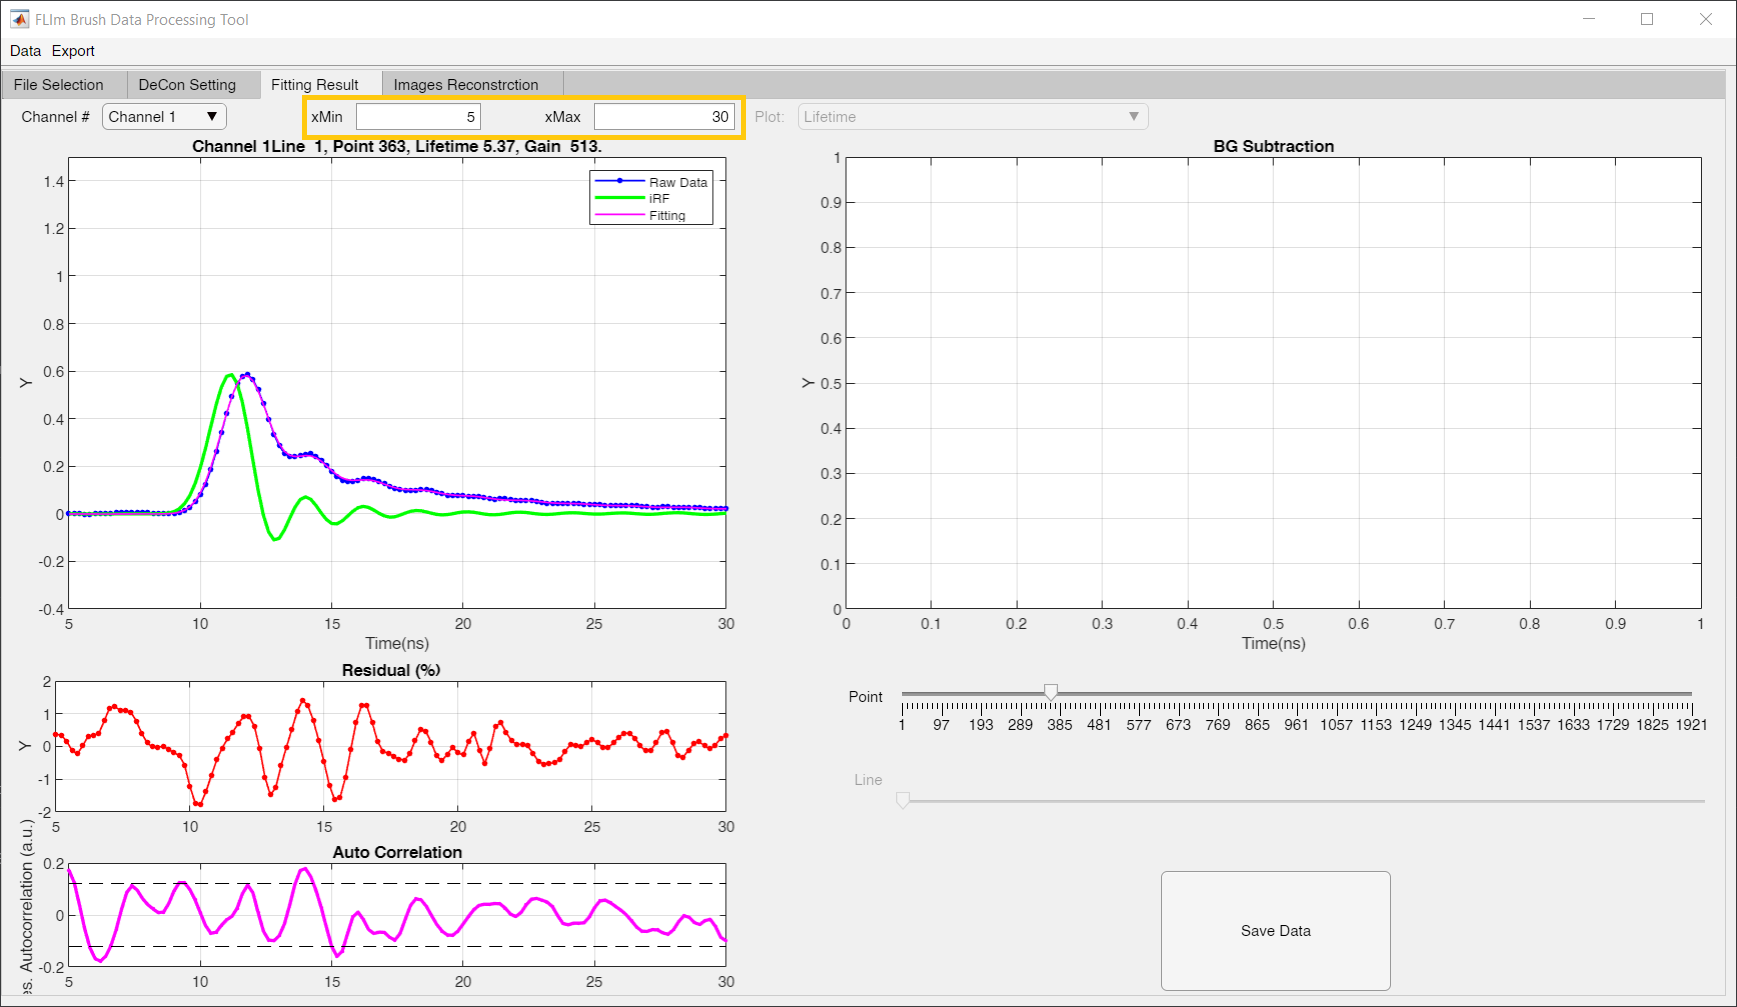 FLIm Brush Data Processing Tool
Data Export
File Selection DeCon Setting Fitting Result Images Reconstrction
Channel # Channel 1 xMin 5 xMax 30 Plot: Lifetime
Channel 1Line 1, Point 363, Lifetime 5.37, Gain 513.
Raw Data
iRF
Fitting
1.4
1.2
1
0.8
0.6
0.4
0.2
0
-0.2
-0.4
Y
5 10 15 20 25 30
Time(ns)
BG Subtraction
1
0.9
0.8
0.7
0.6
0.5
0.4
0.3
0.2
0.1
0
Y
0 0.1 0.2 0.3 0.4 0.5 0.6 0.7 0.8 0.9 1
Time(ns)
Residual (%)
2
1
0
-1
-2
Y
5 10 15 20 25 30
Point
1 97 193 289 385 481 577 673 769 865 961 1057 1153 1249 1345 1441 1537 1633 1729 1825 1921
Line
Auto Correlation
0.2
0
-0.2
es. Autocorrelation (a.u.)
5 10 15 20 25 30
Save Data